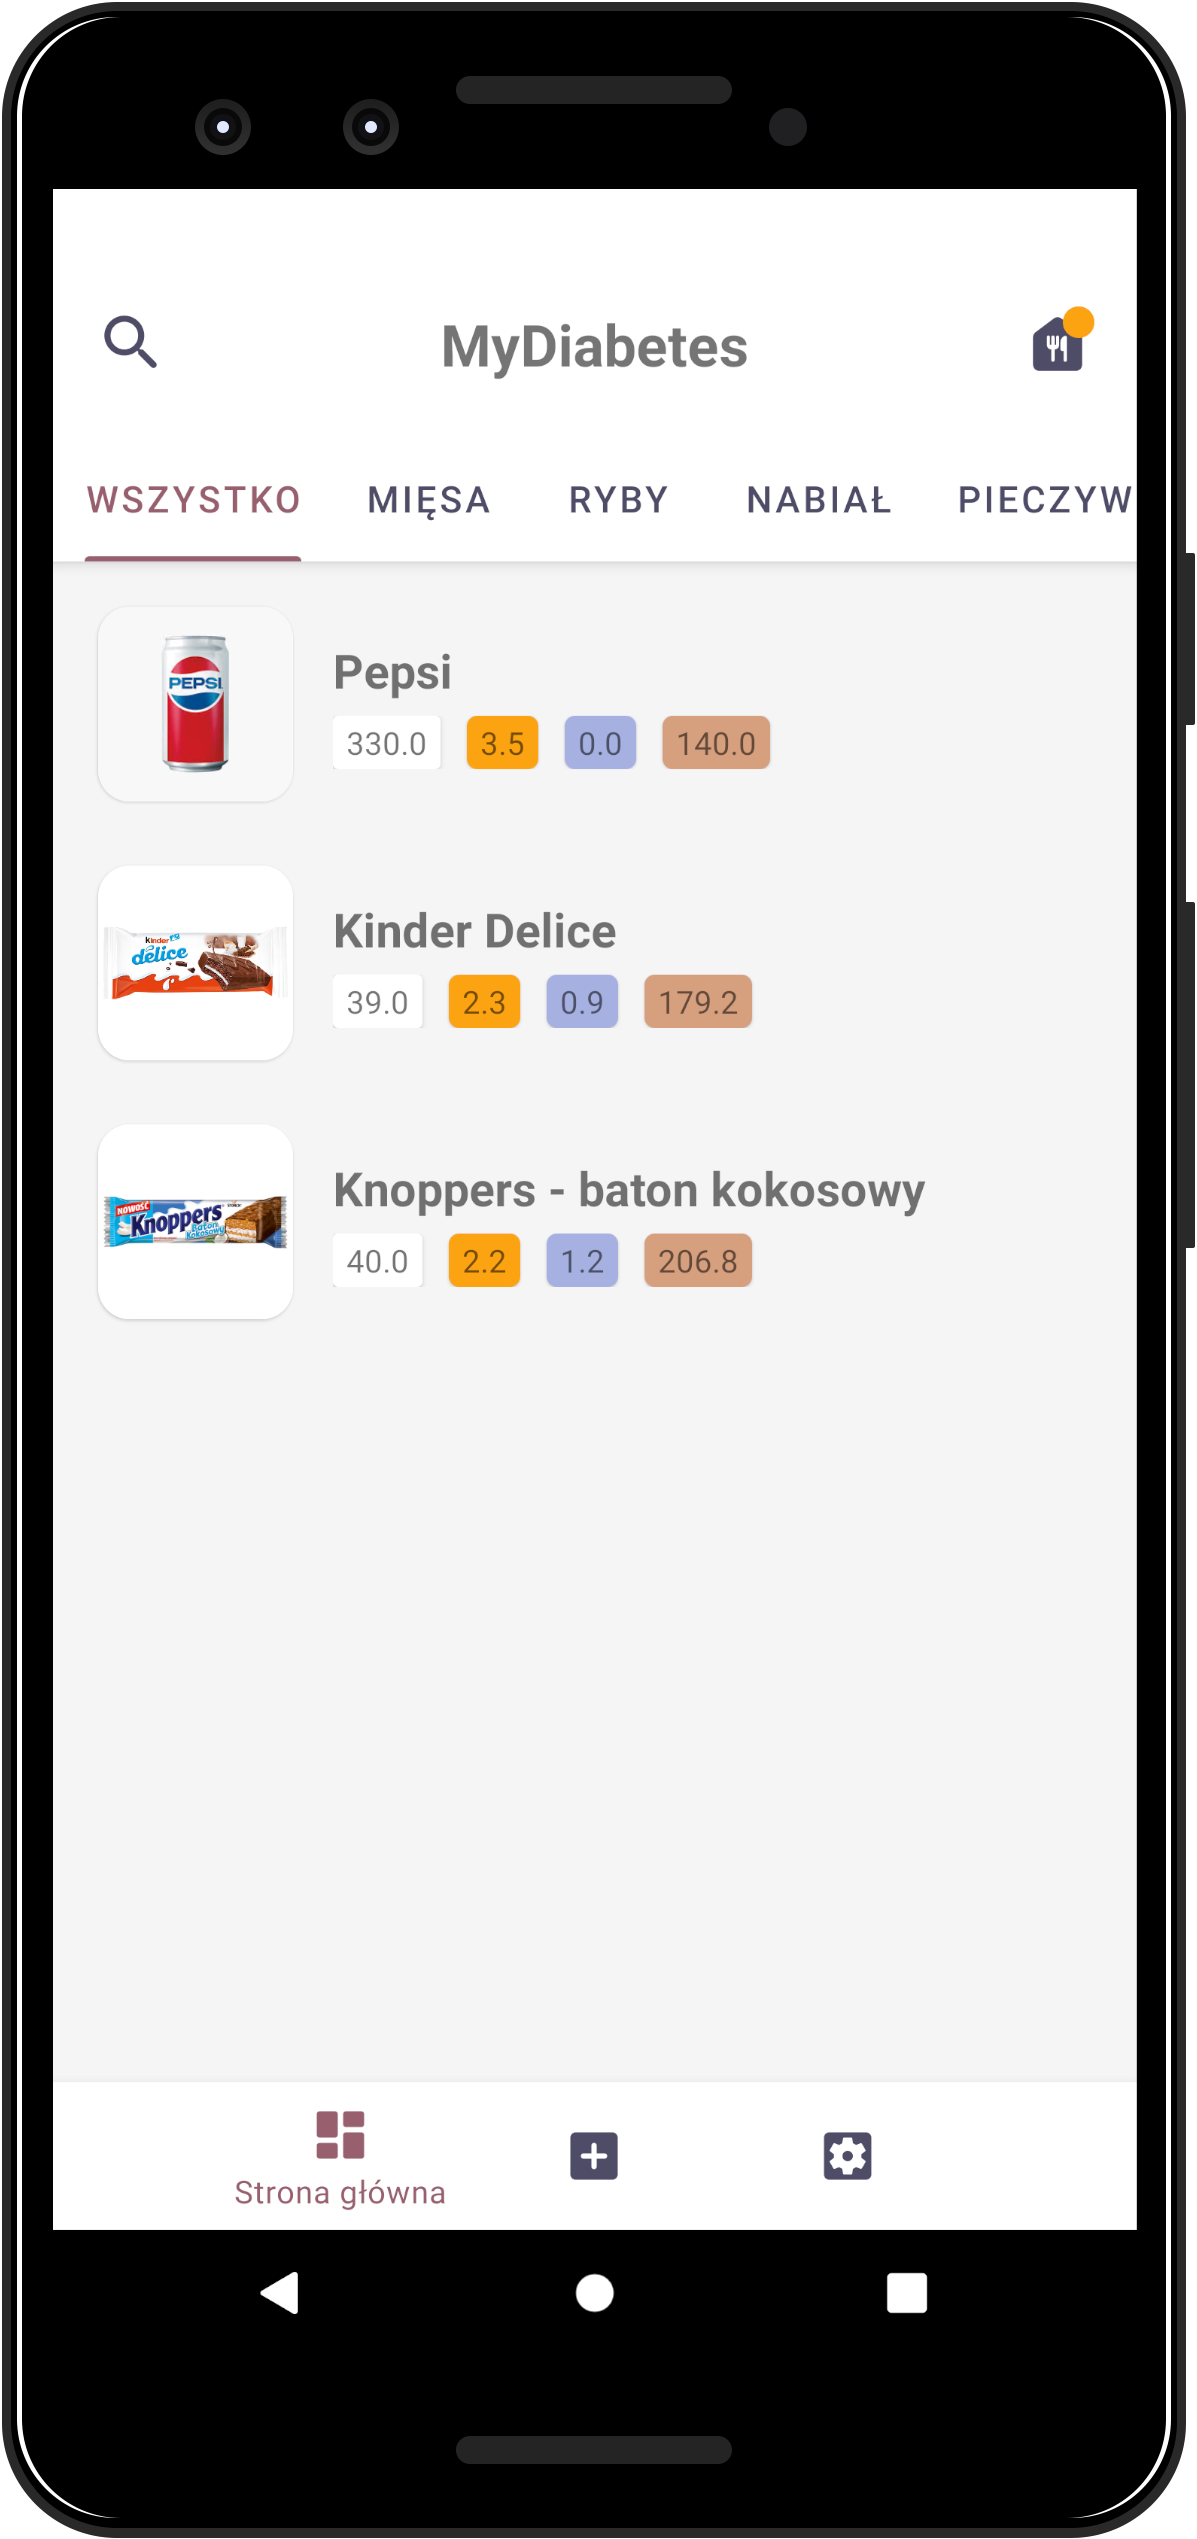 MyDiabetes
WSZYSTKO MIĘSA RYBY NABIAŁ PIECZYW
PEPSI
Pepsi
330.0 3.5 0.0 140.0
Kinder
délice
Kinder Delice
39.0 2.3 0.9 179.2
NOWOŚĆ
Knoppers
Baton
Kokosowy
Knoppers - baton kokosowy
40.0 2.2 1.2 206.8
Strona główna